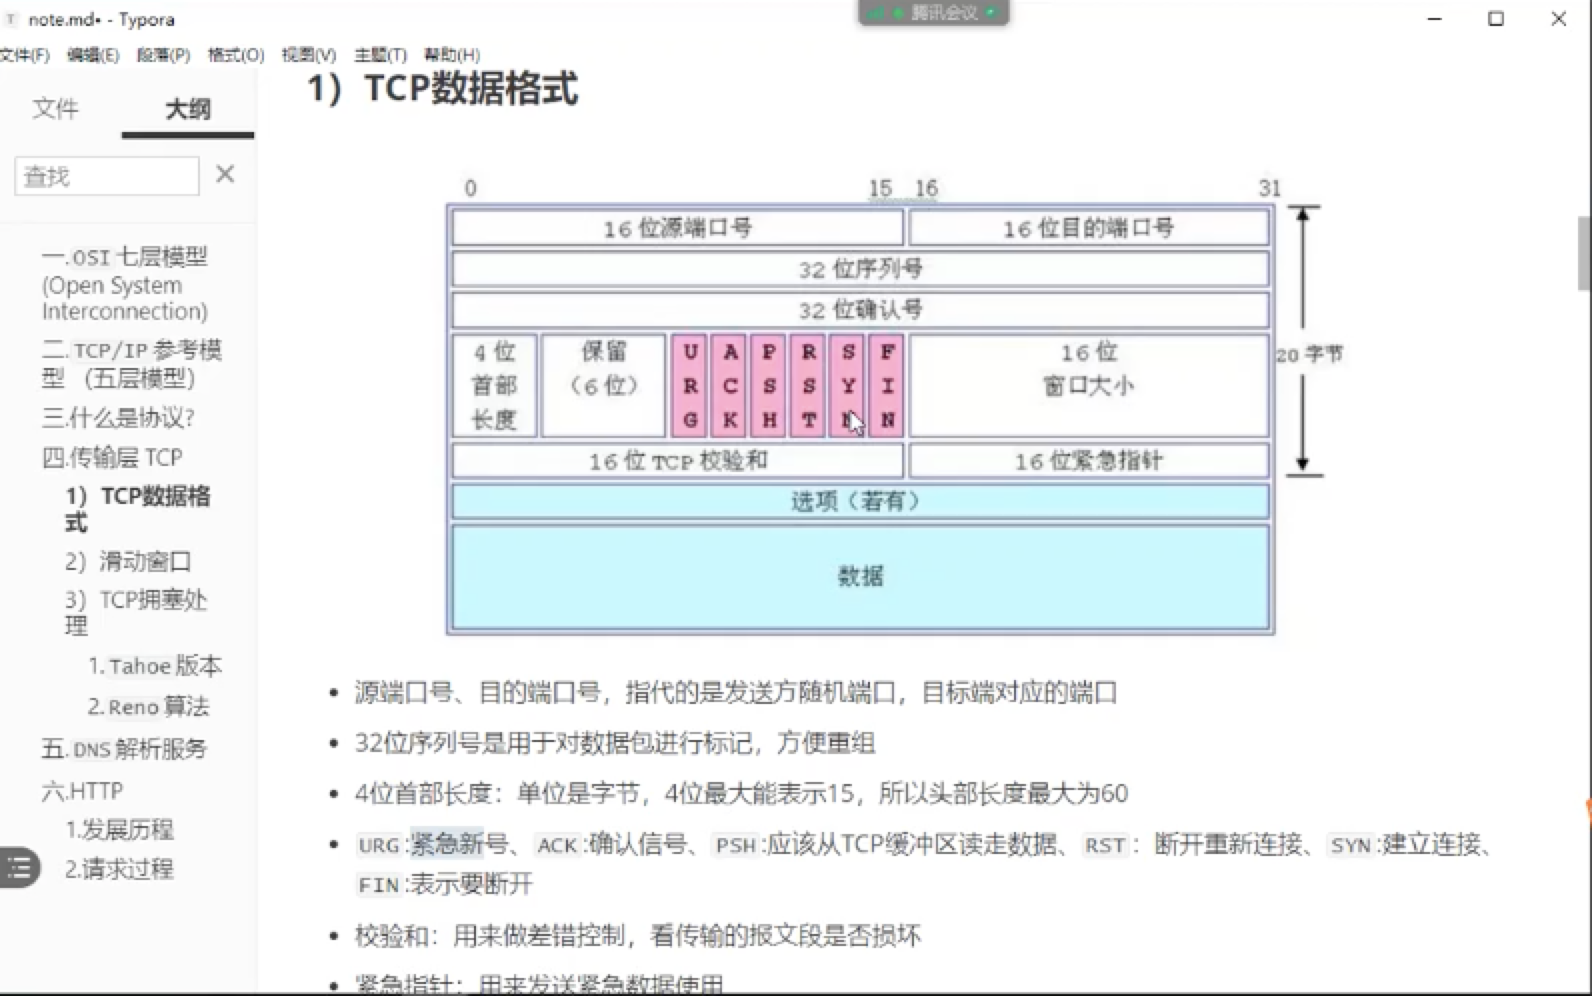 note.md• - Typora
腾讯会议
文件(F) 编辑(E) 段落(P) 格式(O) 视图(V) 主题(T) 帮助(H)
文件 大纲
查找
一.OSI 七层模型
(Open System
Interconnection)
二.TCP/IP 参考模
型 （五层模型）
三.什么是协议?
四.传输层 TCP
1）TCP数据格
式
2）滑动窗口
3）TCP拥塞处
理
1.Tahoe 版本
2.Reno 算法
五.DNS 解析服务
六.HTTP
1.发展历程
2.请求过程
1）TCP数据格式
0 15 16 31
16 位源端口号 16 位目的端口号
32 位序列号
32 位确认号
4 位 保留 U A P R S F 16 位
首部 （6 位） R C S S Y I 窗口大小
长度 G K H T N N
20 字节
16 位 TCP 校验和 16 位紧急指针
选项（若有）
数据
源端口号、目的端口号，指代的是发送方随机端口，目标端对应的端口
32位序列号是用于对数据包进行标记，方便重组
4位首部长度：单位是字节，4位最大能表示15，所以头部长度最大为60
URG:紧急新号、ACK:确认信号、PSH:应该从TCP缓冲区读走数据、RST：断开重新连接、SYN:建立连接、
FIN:表示要断开
校验和：用来做差错控制，看传输的报文段是否损坏
紧急指针：用来发送紧急数据使用